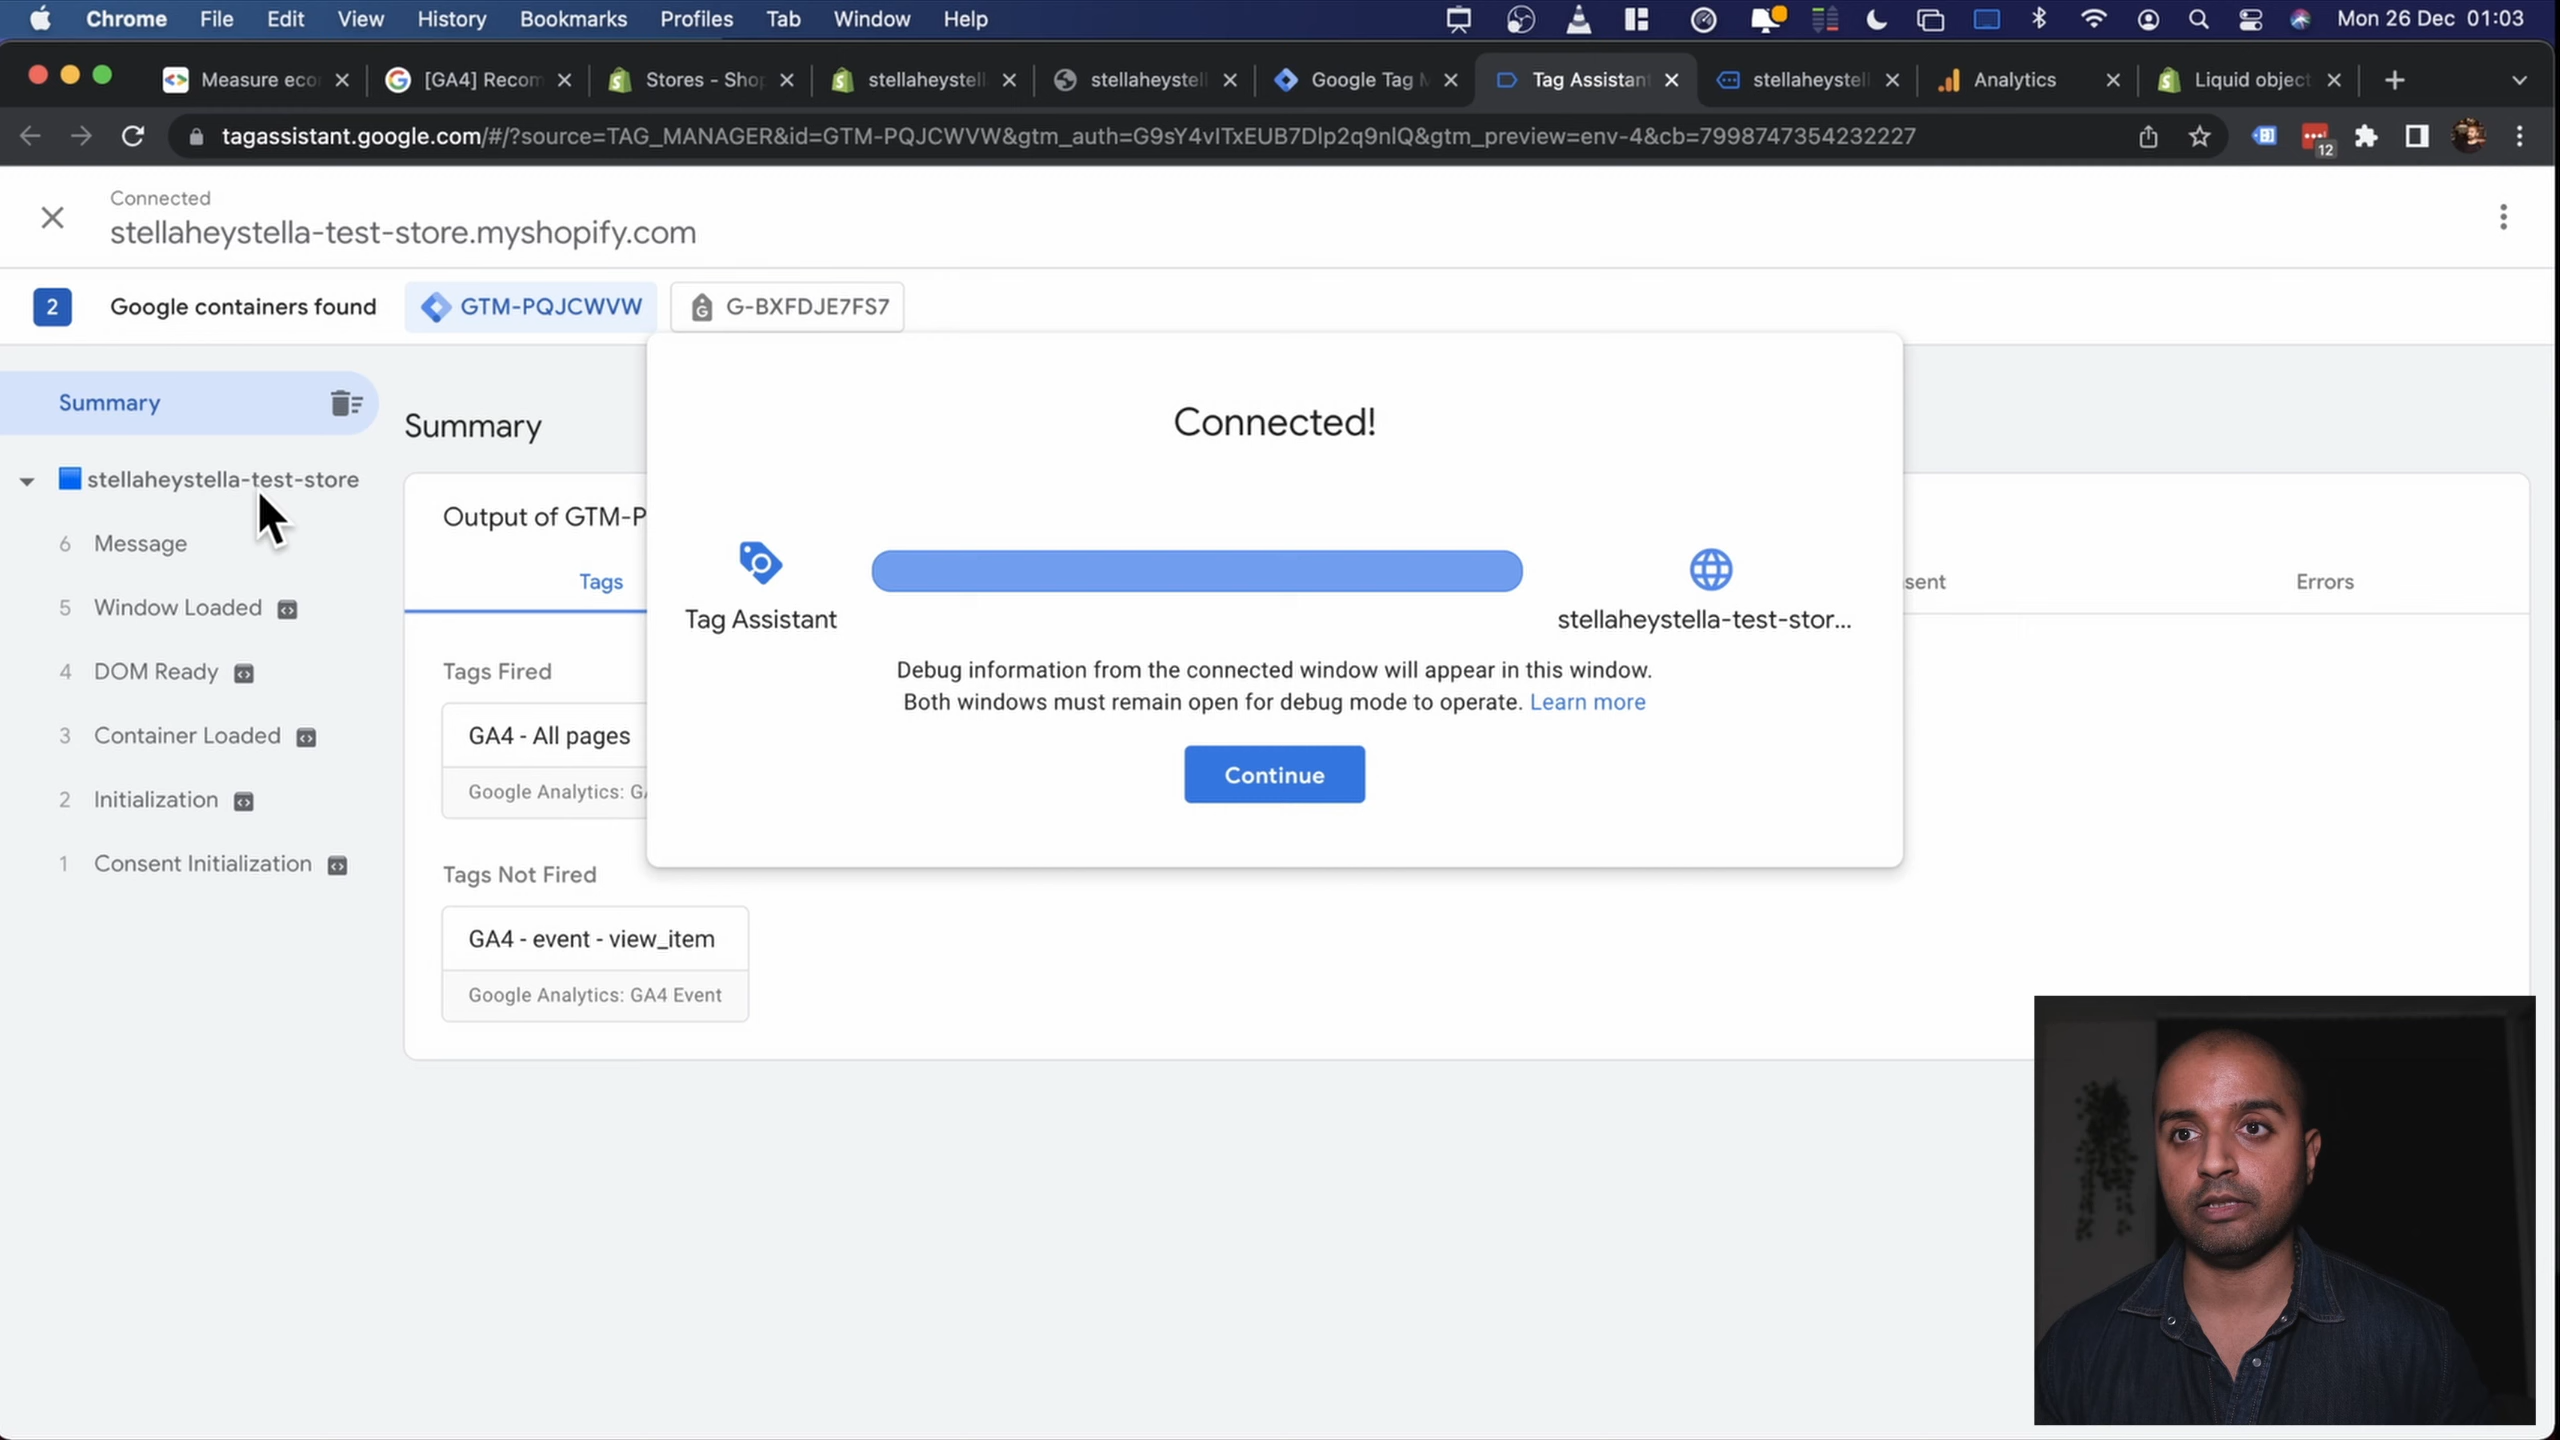 Chrome File Edit View History Bookmarks Profiles Tab Window Help Mon 26 Dec 01:03
Measure eco [GA4] Recom Stores - Shop stellaheystell stellaheystell Google Tag M Tag Assistant stellaheystell Analytics Liquid object
tagassistant.google.com/#/?source=TAG_MANAGER&id=GTM-PQJCWVW&gtm_auth=G9sY4vITxEUB7Dlp2q9nlQ&gtm_preview=env-4&cb=7998747354232227
12
Connected
stellaheystella-test-store.myshopify.com
2 Google containers found GTM-PQJCWVW G-BXFDJE7FS7
Summary
stellaheystella-test-store
6 Message
5 Window Loaded
4 DOM Ready
3 Container Loaded
2 Initialization
1 Consent Initialization
Summary
Output of GTM-P
Tags
sent
Errors
Tags Fired
GA4 - All pages
Google Analytics: GA
Tags Not Fired
GA4 - event - view_item
Google Analytics: GA4 Event
Connected!
Tag Assistant
stellaheystella-test-stor...
Debug information from the connected window will appear in this window.
Both windows must remain open for debug mode to operate. Learn more
Continue